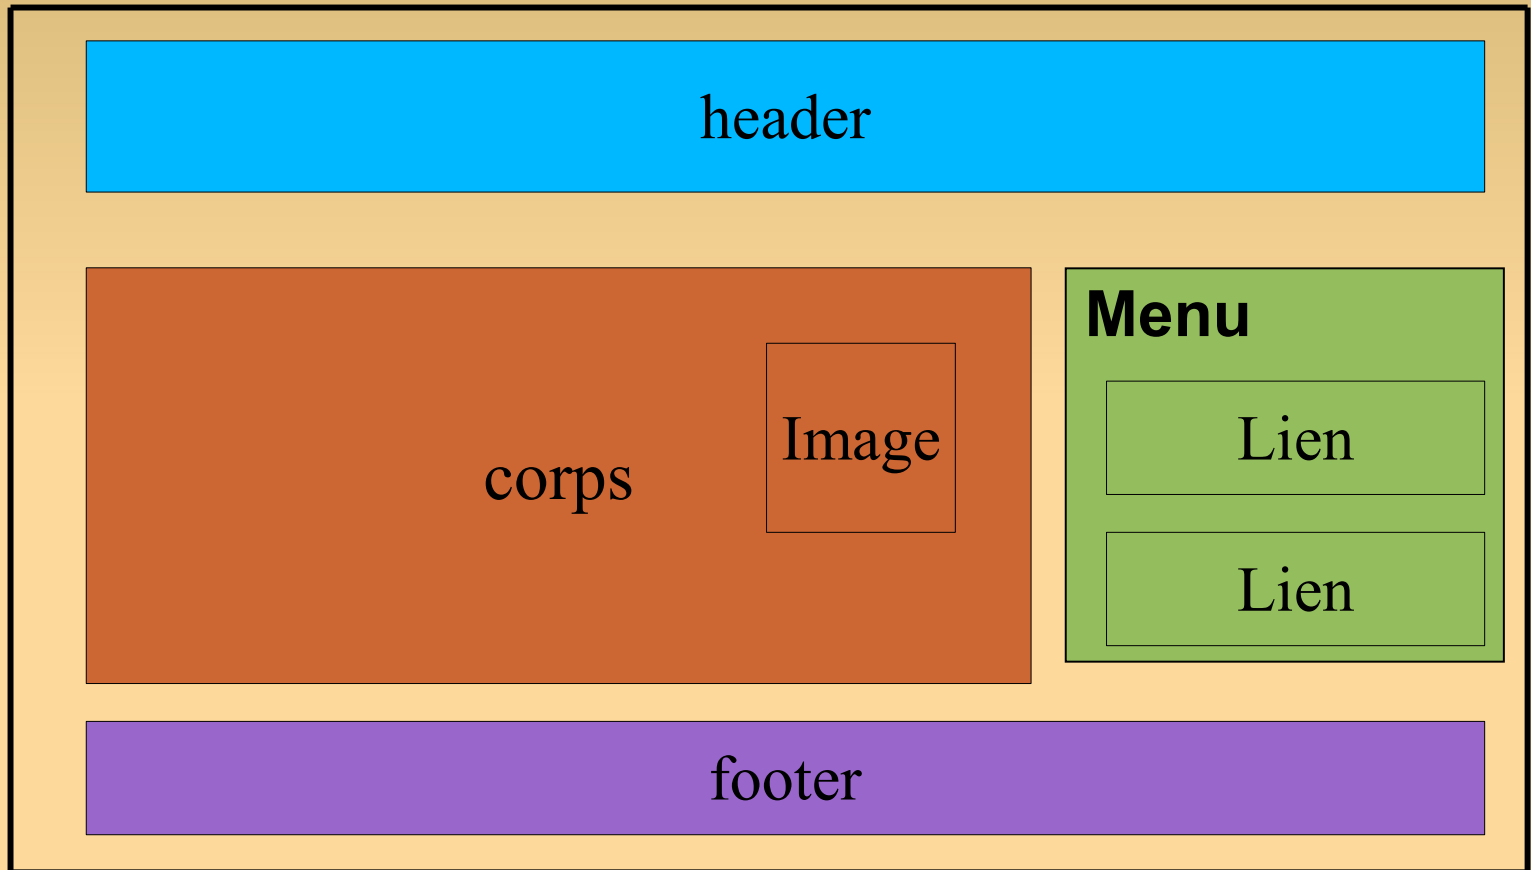 header
corps
Image
Menu
Lien
Lien
footer